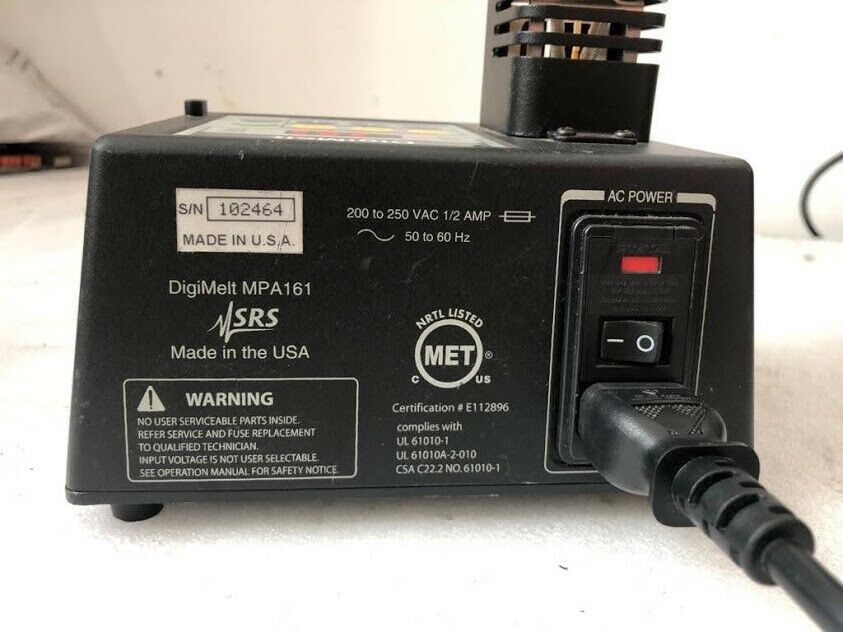 S/N 102464
MADE IN U.S.A.
200 to 250 VAC 1/2 AMP
50 to 60 Hz
AC POWER
DigiMelt MPA161
SRS
Made in the USA
NRTL LISTED
MET ®
C US
Certification # E112896
complies with
UL 61010-1
UL 61010A-2-010
CSA C22.2 NO. 61010-1
WARNING
NO USER SERVICEABLE PARTS INSIDE.
REFER SERVICE AND FUSE REPLACEMENT
TO QUALIFIED TECHNICIAN.
INPUT VOLTAGE IS NOT USER SELECTABLE.
SEE OPERATION MANUAL FOR SAFETY NOTICE.